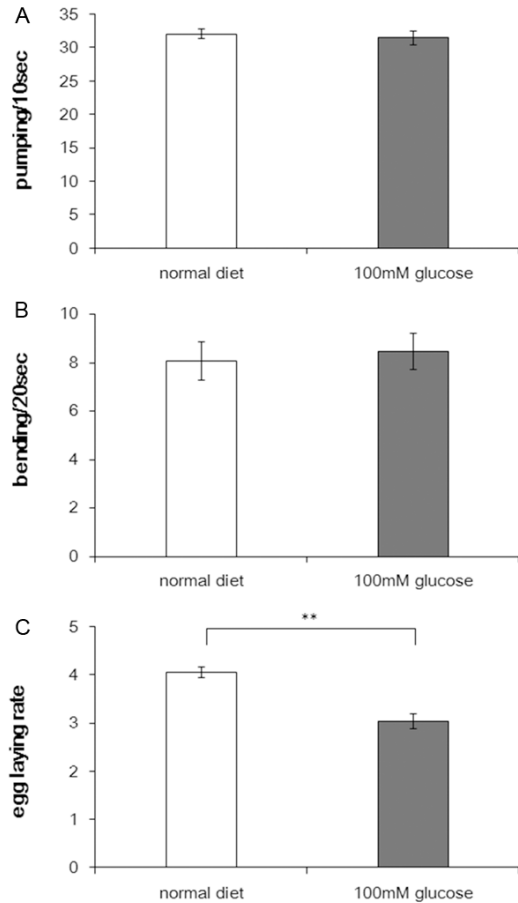 A
35
30
25
20
15
10
5
0
pumping/10sec
normal diet 100mM glucose
B
10
8
6
4
2
0
bending/20sec
normal diet 100mM glucose
C
**
5
4
3
2
1
0
egg laying rate
normal diet 100mM glucose